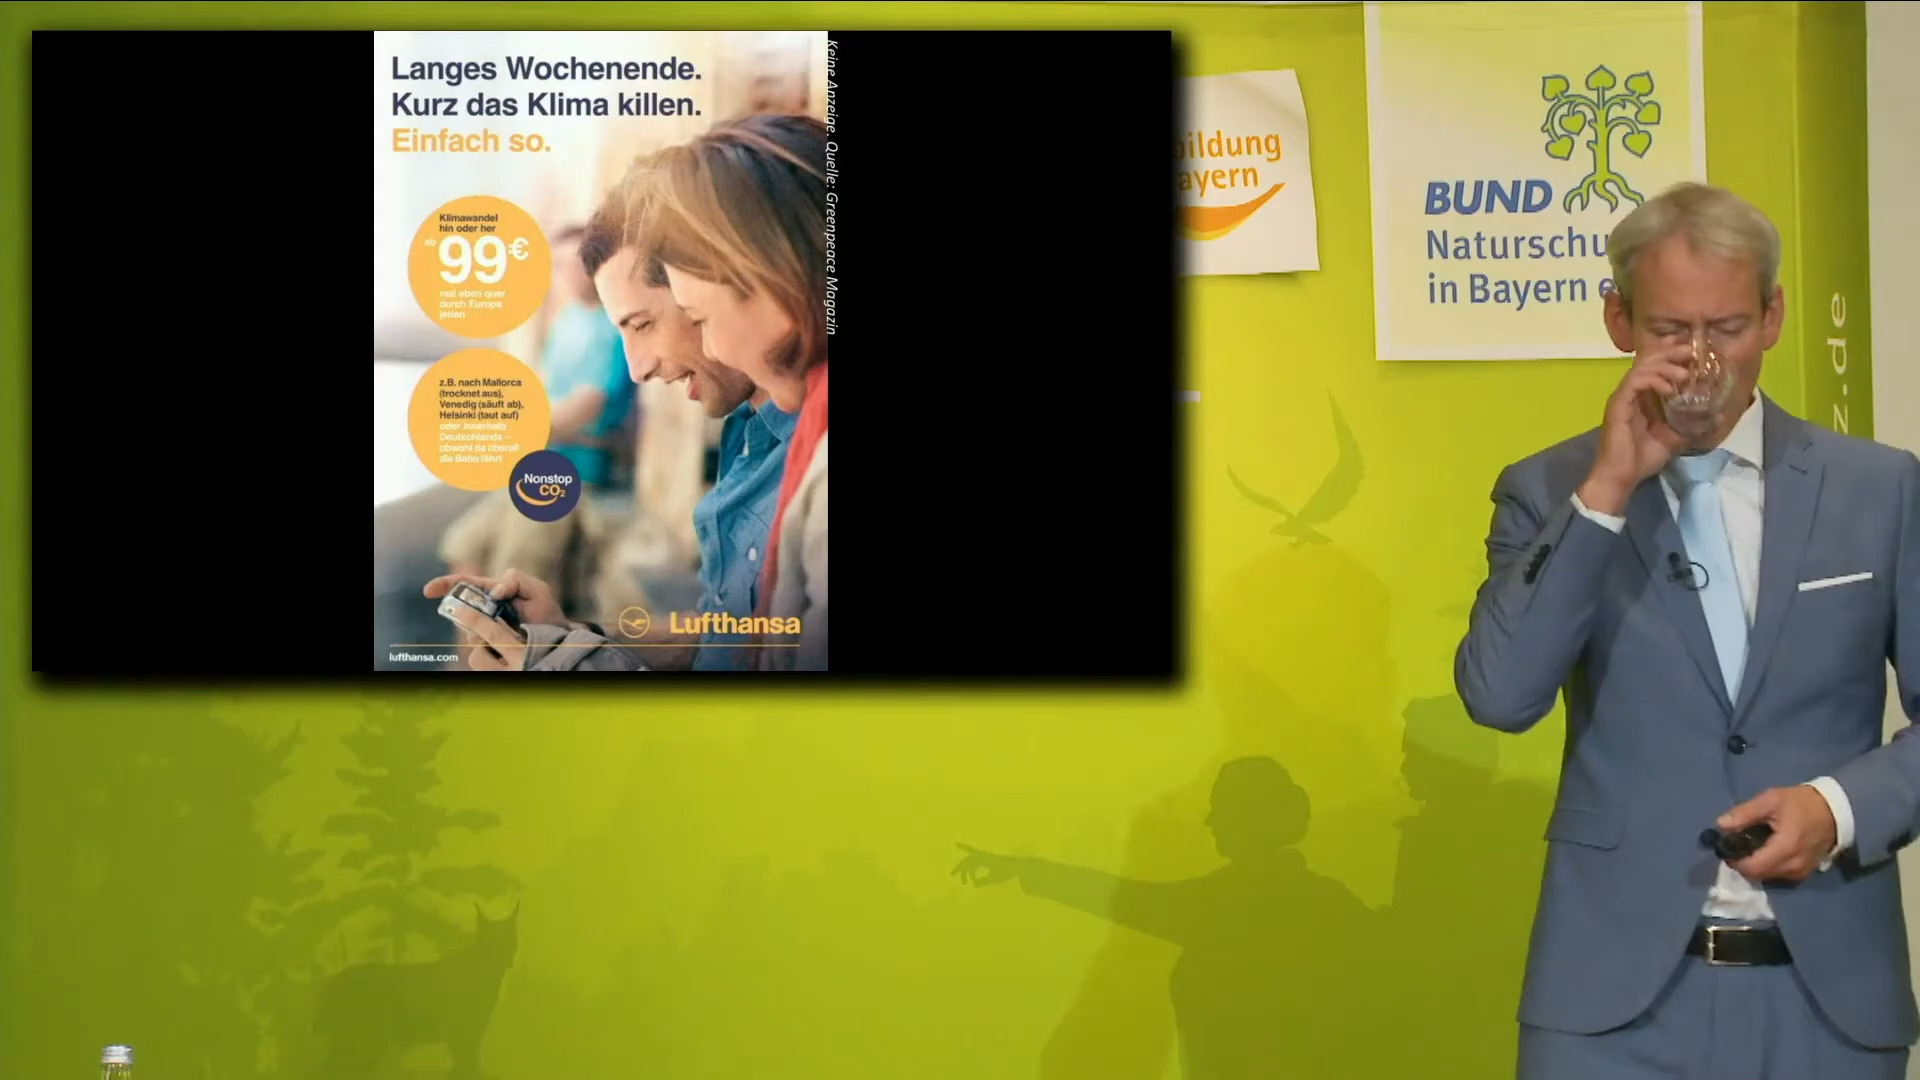 Langes Wochenende.
Kurz das Klima killen.
Einfach so.
Klimawandel
hin oder her
ab
99€
mal eben quer
durch Europa
jetten
z.B. nach Mallorca
(trocknet aus),
Venedig (säuft ab),
Helsinki (taut auf)
oder innerhalb
Deutschlands –
obwohl da überall
die Bahn fährt
Nonstop
CO₂
Lufthansa
lufthansa.com
Keine Anzeige. Quelle: Greenpeace Magazin
bildung
ayern
BUND
Naturschu
in Bayern e
z.de